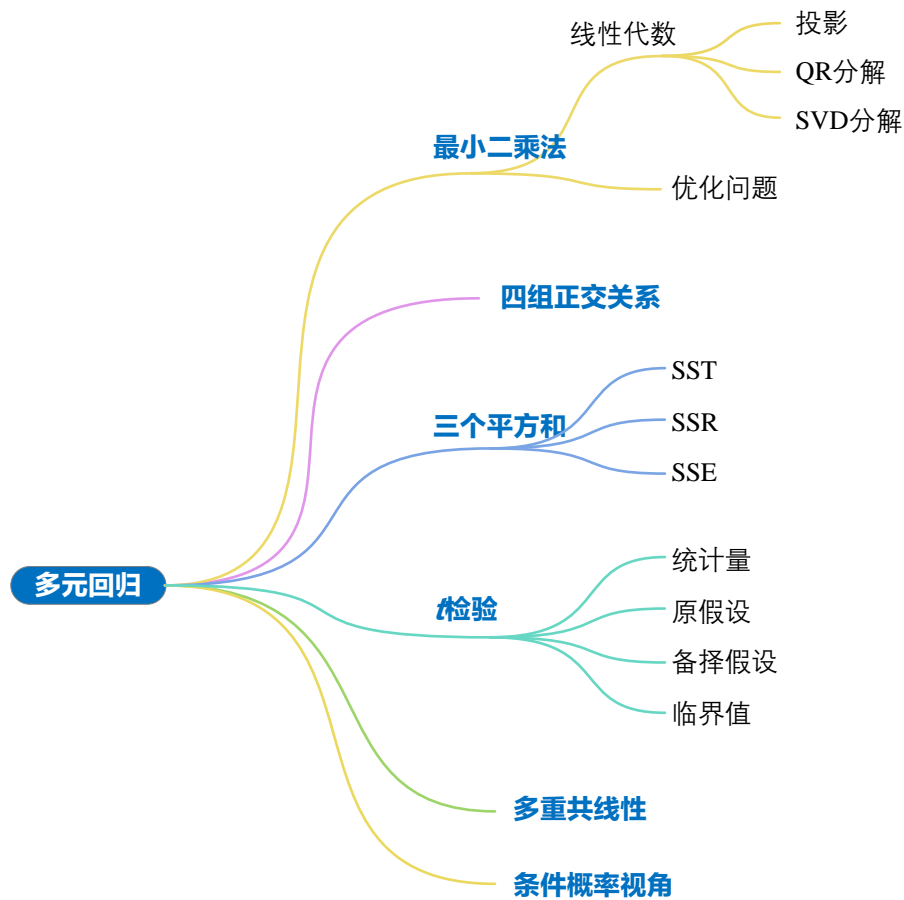 线性代数
投影
QR分解
SVD分解
最小二乘法
优化问题
四组正交关系
三个平方和
SST
SSR
SSE
多元回归
t检验
统计量
原假设
备择假设
临界值
多重共线性
条件概率视角